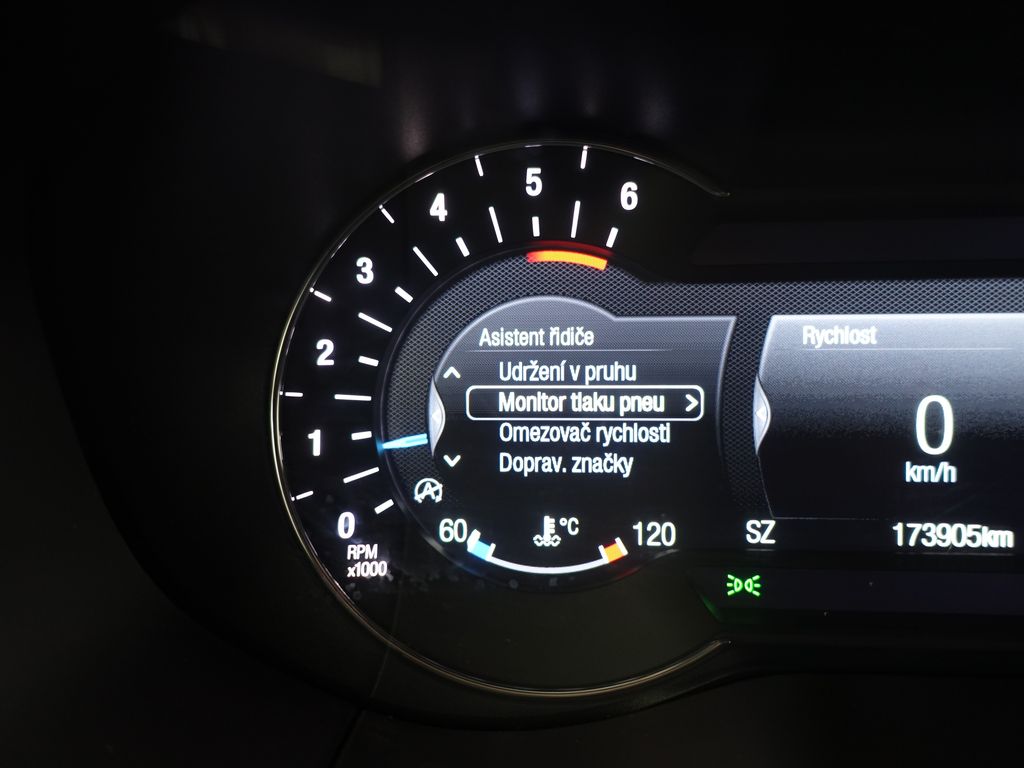 6
5
4
3
2
1
0
RPM
x1000
Asistent řidiče
Udržení v pruhu
Monitor tlaku pneu
Omezovač rychlosti
Doprav. značky
60 °C 120
Rychlost
0
km/h
SZ 173905km